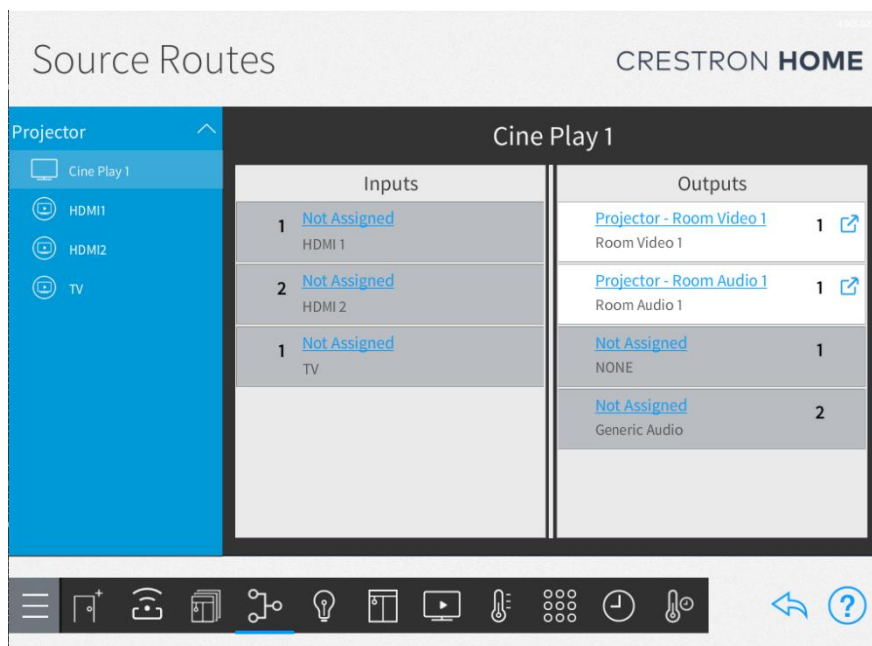 Source Routes
CRESTRON HOME
Projector
Cine Play 1
HDMI1
HDMI2
TV
Cine Play 1
Inputs
1 Not Assigned
HDMI 1
2 Not Assigned
HDMI 2
1 Not Assigned
TV
Outputs
Projector - Room Video 1 1
Room Video 1
Projector - Room Audio 1 1
Room Audio 1
Not Assigned 1
NONE
Not Assigned 2
Generic Audio
?